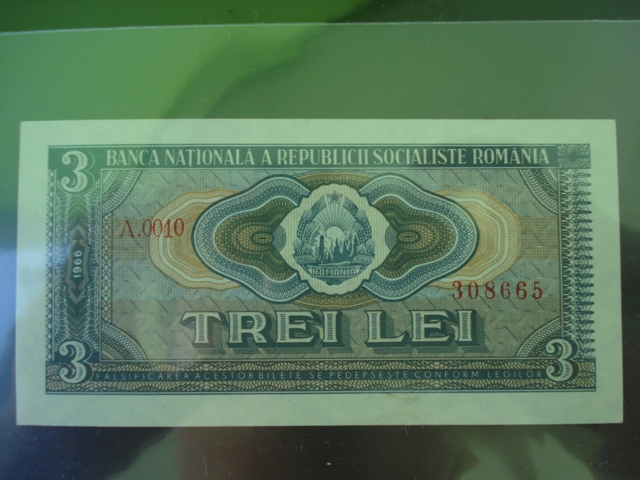 3 BANCA NAȚIONALĂ A REPUBLICII SOCIALISTE ROMÂNIA
A.0010
1966
ROMANIA
308665
TREI LEI
3 3
FALSIFICAREA ACESTOR BILETE SE PEDEPSEȘTE CONFORM LEGILOR